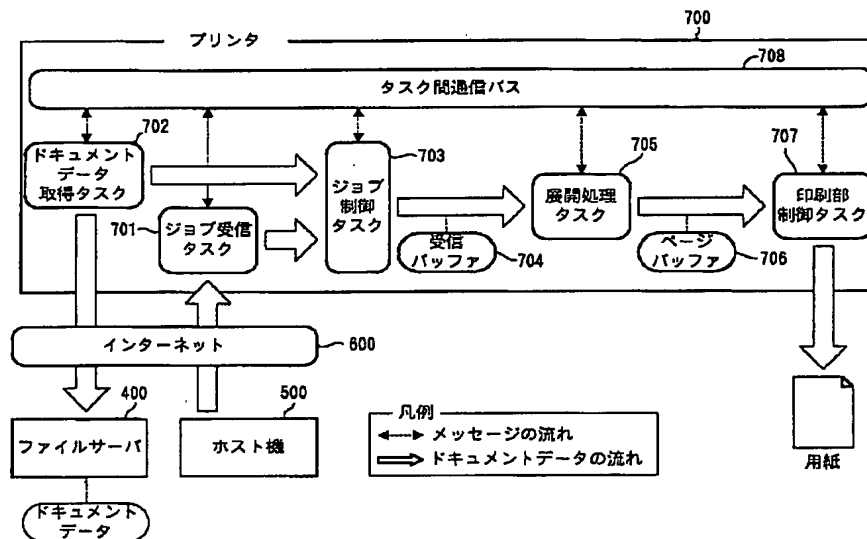 プリンタ
700
708
タスク間通信パス
702
ドキュメント
データ
取得タスク
701
ジョブ受信
タスク
703
ジョブ
制御
タスク
受信
バッファ
704
705
展開処理
タスク
ページ
バッファ
706
707
印刷部
制御タスク
インターネット
600
400
ファイルサーバ
500
ホスト機
ドキュメント
データ
凡例
メッセージの流れ
ドキュメントデータの流れ
用紙